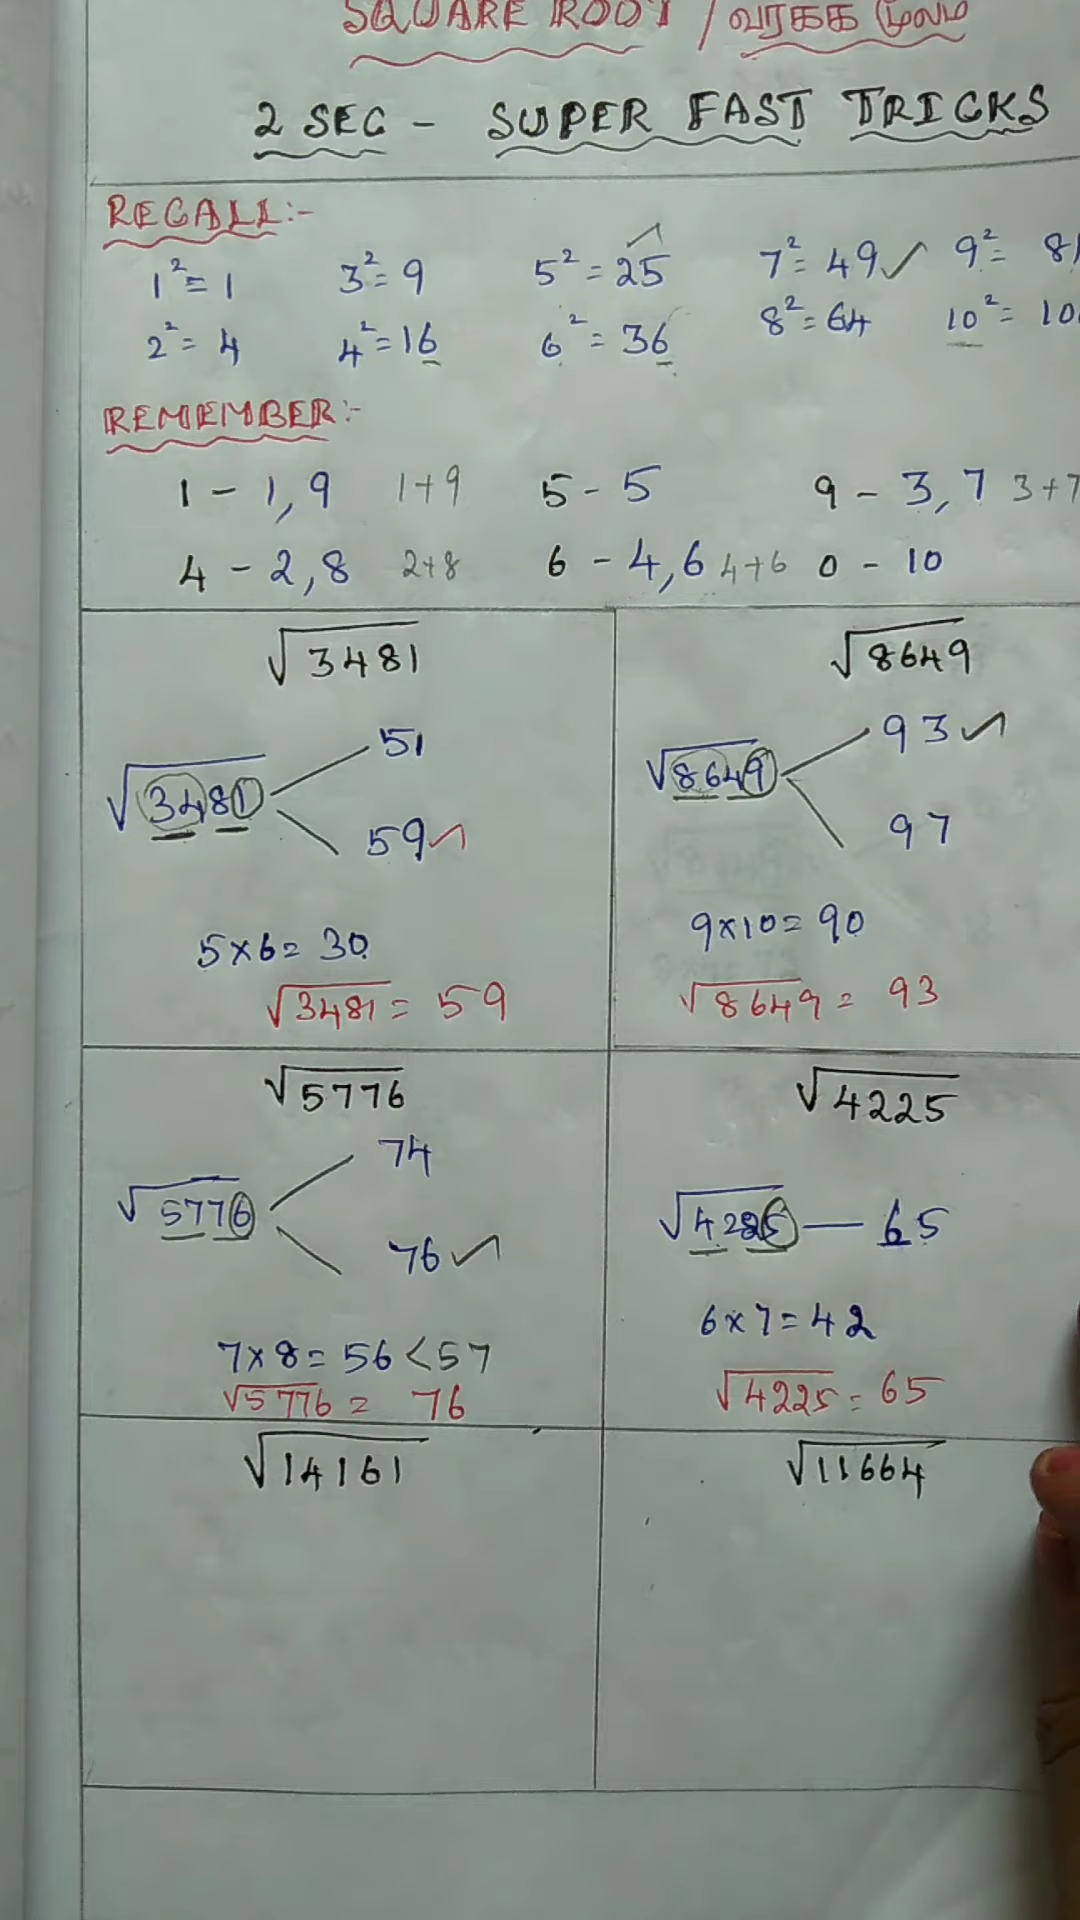 SQUARE ROOT / வர்க்க மூலம்
2 SEC - SUPER FAST TRICKS
RECALL:-
1² = 1 3² = 9 5² = 25 7² = 49 ✓ 9² = 81
2² = 4 4² = 16 6² = 36 8² = 64 10² = 10
REMEMBER:-
1 - 1, 9 1+9 5 - 5 9 - 3, 7 3+7
4 - 2, 8 2+8 6 - 4, 6 4+6 0 - 10
√3481
√3481
51
59 ✓
5×6 = 30
√3481 = 59
√8649
√8649
93 ✓
97
9×10 = 90
√8649 = 93
√5776
√5776
74
76 ✓
7×8 = 56 < 57
√5776 = 76
√4225
√4225 — 65
6×7 = 42
√4225 = 65
√14161
√11664